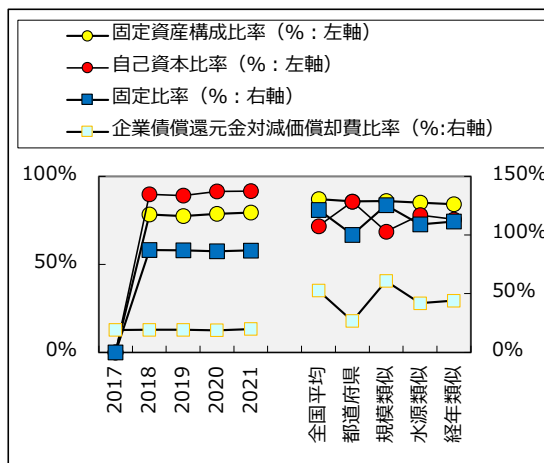 固定資産構成比率（%：左軸）
自己資本比率（%：左軸）
固定比率（%：右軸）
企業債償還元金対減価償却費比率（%:右軸）
100%
50%
0%
150%
100%
50%
0%
2017
2018
2019
2020
2021
全国平均
都道府県
規模類似
水源類似
経年類似